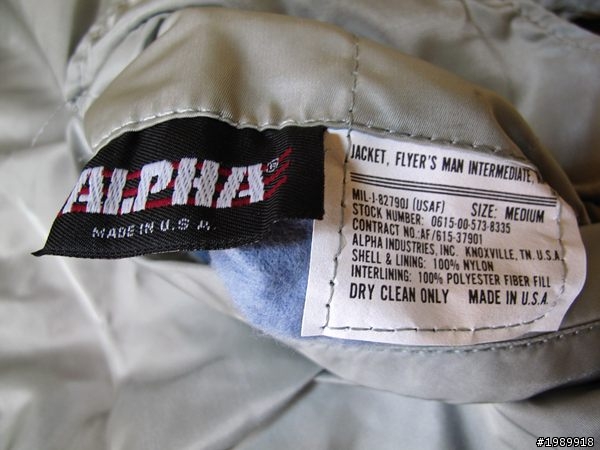 ALPHA®
MADE IN U.S.A.
JACKET, FLYER'S MAN INTERMEDIATE,
MIL-J-8279OJ (USAF) SIZE: MEDIUM
STOCK NUMBER: 0615-00-573-8335
CONTRACT NO: AF/615-37901
ALPHA INDUSTRIES, INC. KNOXVILLE, TN. U.S.A.
SHELL & LINING: 100% NYLON
INTERLINING: 100% POLYESTER FIBER FILL
DRY CLEAN ONLY MADE IN U.S.A.
#1989918